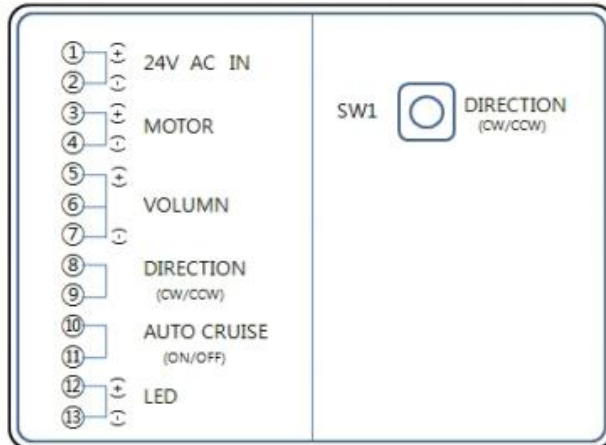 ① (+) 24V AC IN
② (-)
③ (+) MOTOR
④ (-)
⑤ (+)
⑥ VOLUMN
⑦ (-)
⑧ DIRECTION
⑨ (CW/CCW)
⑩ AUTO CRUISE
⑪ (ON/OFF)
⑫ (+) LED
⑬ (-)
SW1 DIRECTION
(CW/CCW)